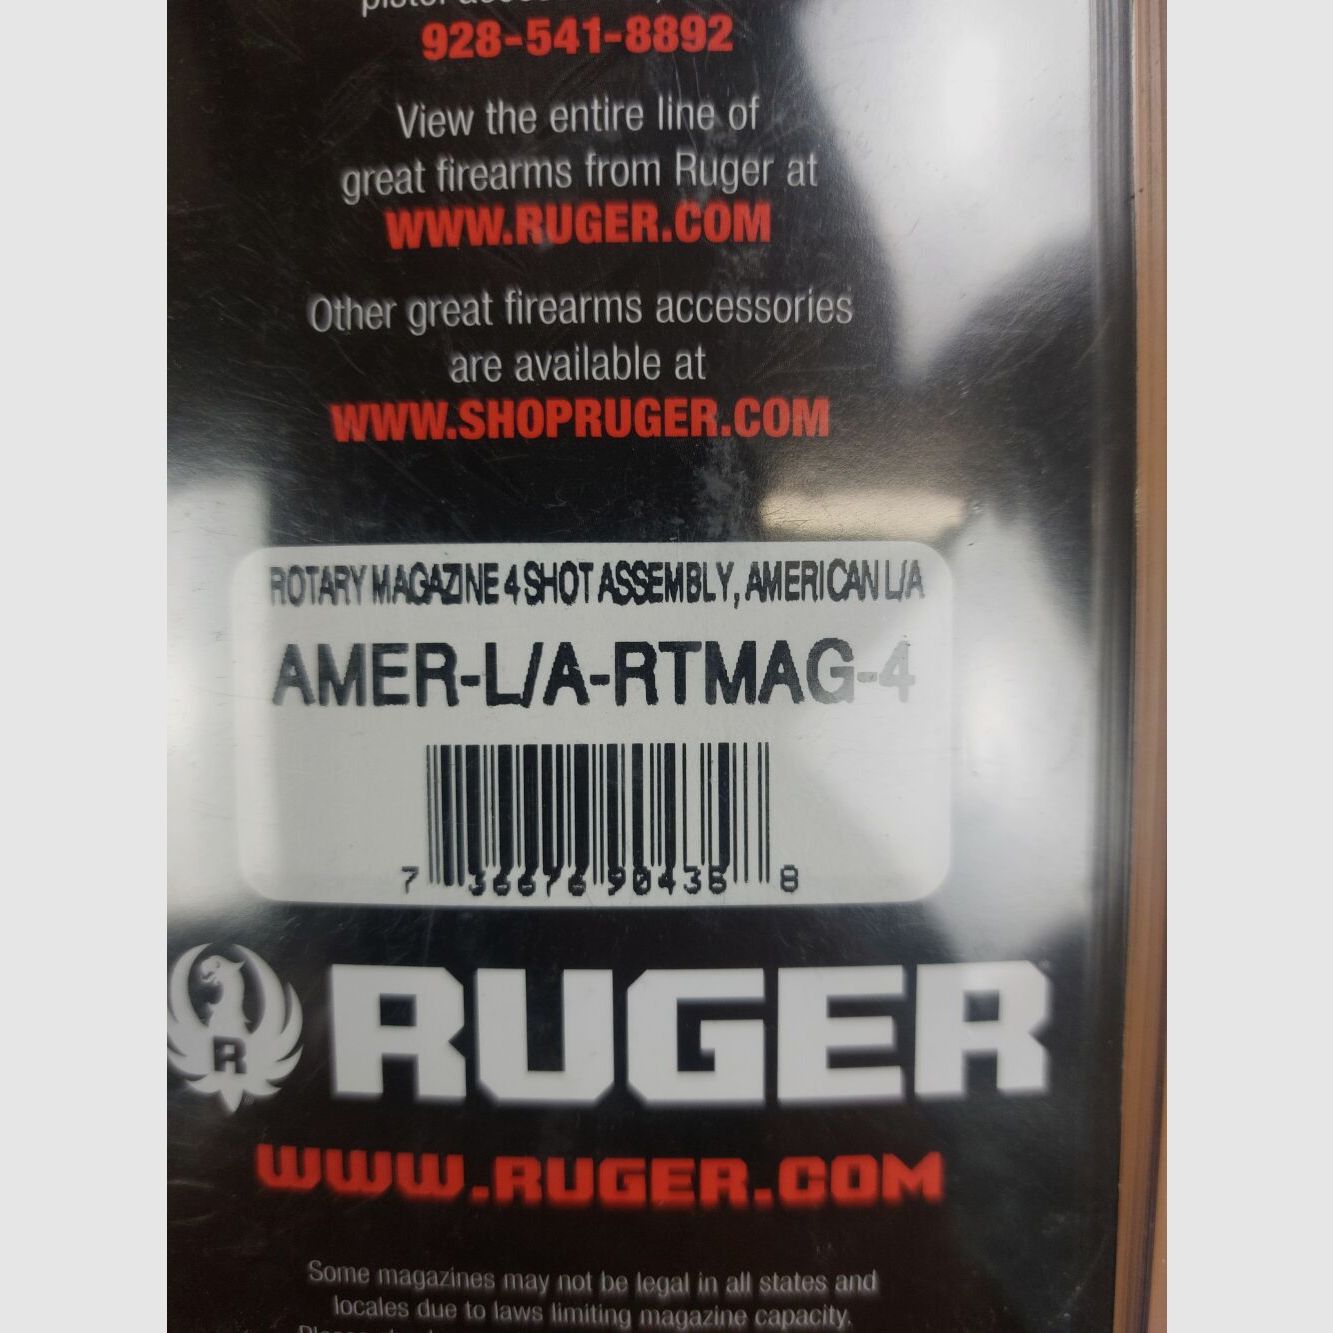 pistol
928-541-8892
View the entire line of
great firearms from Ruger at
WWW.RUGER.COM
Other great firearms accessories
are available at
WWW.SHOPRUGER.COM
ROTARY MAGAZINE 4 SHOT ASSEMBLY, AMERICAN L/A
AMER-L/A-RTMAG-4
7 36676 90435 8
R RUGER
WWW.RUGER.COM
Some magazines may not be legal in all states and
locales due to laws limiting magazine capacity.